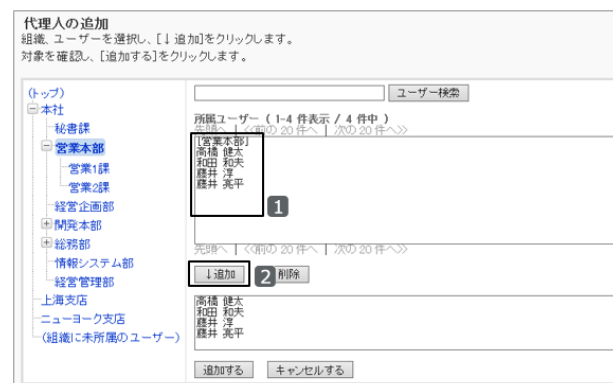 代理人の追加
組織、ユーザーを選択し、[↓追加]をクリックします。
対象を確認し、[追加する]をクリックします。
(トップ)
本社
秘書課
営業本部
営業1課
営業2課
経営企画部
開発本部
総務部
情報システム部
経営管理部
上海支店
ニューヨーク支店
(組織に未所属のユーザー)
ユーザー検索
所属ユーザー ( 1-4 件表示 / 4 件中 )
先頭へ | <<前の 20 件へ | 次の 20 件へ>>
[営業本部]
高橋 健太
和田 和夫
藤井 淳
藤井 亮平
1
先頭へ | <<前の 20 件へ | 次の 20 件へ>>
↓追加
2
削除
高橋 健太
和田 和夫
藤井 淳
藤井 亮平
追加する
キャンセルする